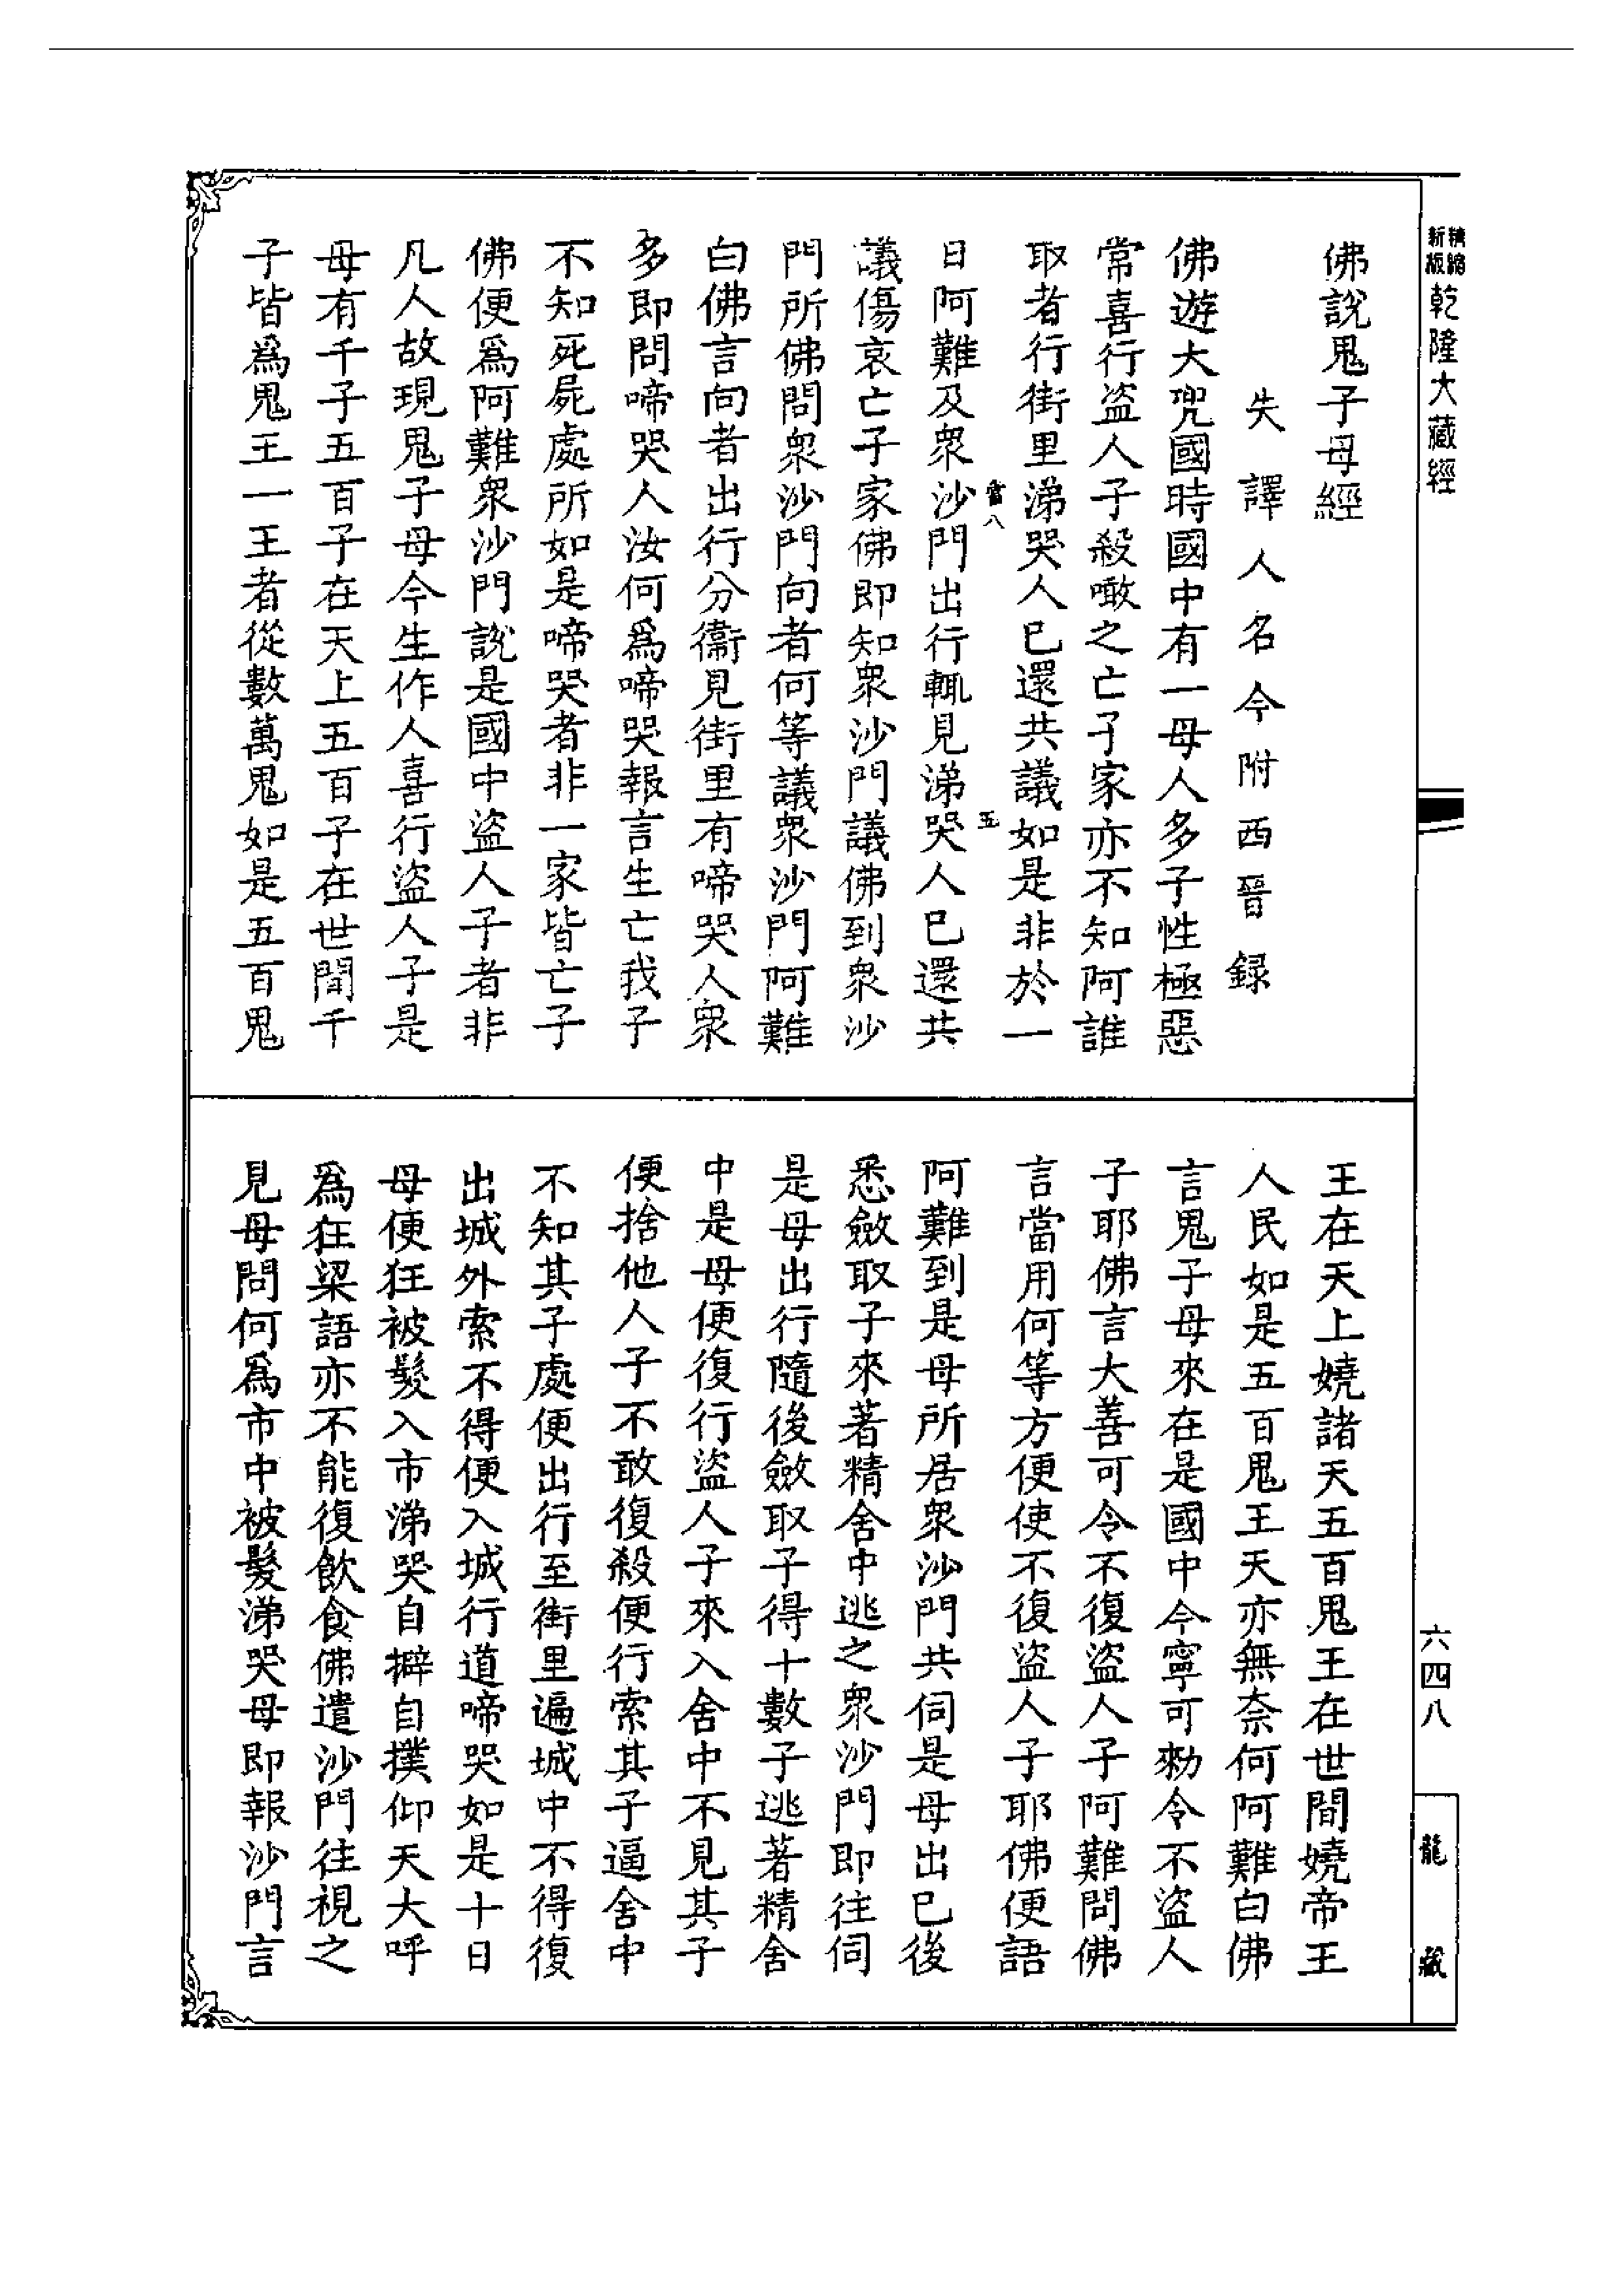 佛說鬼子母經
失譯人名今附西晉録
佛遊大兜國時國中有一母人多子性極惡
常喜行盜人子殺噉之亡子家亦不知阿誰
取者行街里涕哭人已還共議如是非於一
日阿難及衆沙門出行輒見涕哭人已還共
議傷哀亡子家佛即知衆沙門議佛到衆沙
門所佛問衆沙門向者何等議衆沙門阿難
白佛言向者出行分衞見街里有啼哭人衆
多即問啼哭人汝何爲啼哭報言生亡我子
不知死屍處所如是啼哭者非一家皆亡子
佛便爲阿難衆沙門說是國中盜人子者非
凡人故現鬼子母今生作人喜行盜人子是
母有千子五百子在天上五百子在世間千
子皆爲鬼王一王者從數萬鬼如是五百鬼
王在天上嬈諸天五百鬼王在世間嬈帝王
人民如是五百鬼王天亦無奈何阿難白佛
言鬼子母來在是國中今寧可勑令不盜人
子耶佛言大善可令不復盜人子阿難問佛
言當用何等方便使不復盜人子耶佛便語
阿難到是母所居衆沙門共伺是母出已後
悉斂取子來著精舍中逃之衆沙門即往伺
是母出行隨後斂取子得十數子逃著精舍
中是母便復行盜人子來入舍中不見其子
便捨他人子不敢復殺便行索其子遍舍中
不知其子處便出行至街里遍城中不得復
出城外索不得便入城行道啼哭如是十日
母便狂被髮入市涕哭自擗自撲仰天大呼
爲狂梁語亦不能復飲食佛遣沙門往視之
見母問何爲市中被髮涕哭母即報沙門言
八
五
精縮新版
乾隆大藏經
六四八
龍藏